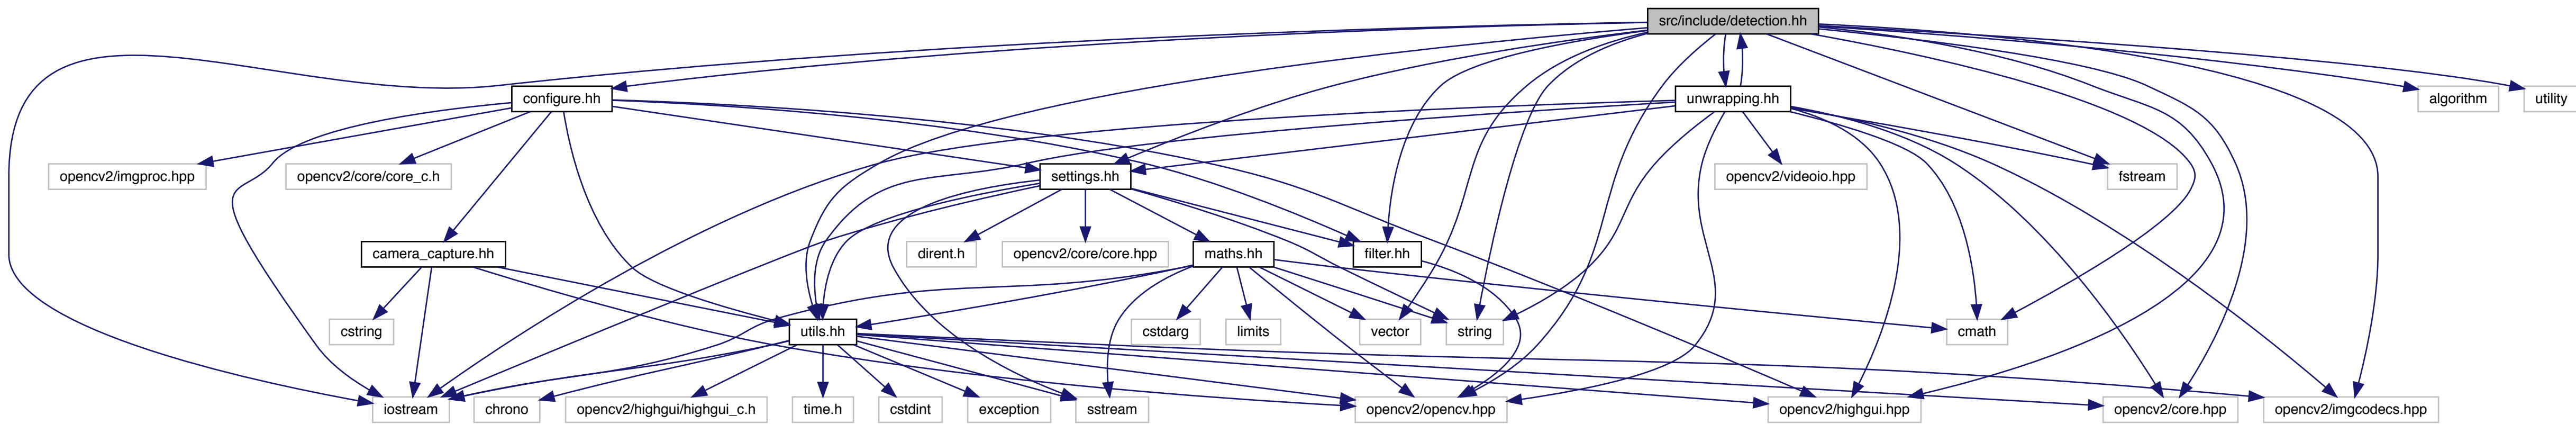 src/include/detection.hh
configure.hh
unwrapping.hh
algorithm
utility
opencv2/imgproc.hpp
opencv2/core/core_c.h
settings.hh
opencv2/videoio.hpp
fstream
camera_capture.hh
dirent.h
opencv2/core/core.hpp
maths.hh
filter.hh
cstring
utils.hh
cstdarg
limits
vector
string
cmath
iostream
chrono
opencv2/highgui/highgui_c.h
time.h
cstdint
exception
sstream
opencv2/opencv.hpp
opencv2/highgui.hpp
opencv2/core.hpp
opencv2/imgcodecs.hpp